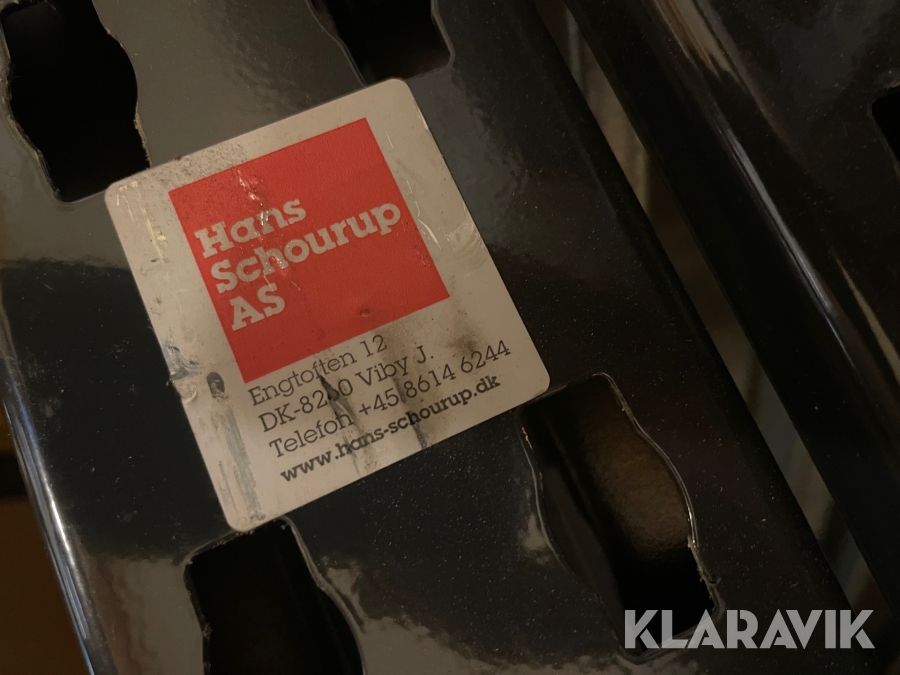 Hans
Schourup
AS
Engtoften 12
DK-8260 Viby J.
Telefon +45 8614 6244
www.hans-schourup.dk
KLARAVIK